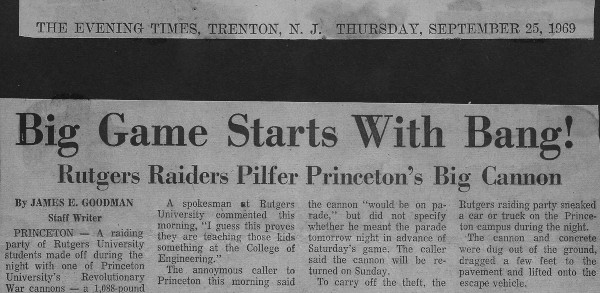 THE EVENING TIMES, TRENTON, N. J. THURSDAY, SEPTEMBER 25, 1969
Big Game Starts With Bang!
Rutgers Raiders Pilfer Princeton's Big Cannon
By JAMES E. GOODMAN
Staff Writer
PRINCETON — A raiding
party of Rutgers University
students made off during the
night with one of Princeton
University's Revolutionary
War cannons — a 1,088-pound
A spokesman at Rutgers
University commented this
morning, "I guess this proves
they are teaching those kids
something at the College of
Engineering."
The annoymous caller to
Princeton this morning said
the cannon "would be on pa-
rade," but did not specify
whether he meant the parade
tomorrow night in advance of
Saturday's game. The caller
said the cannon will be re-
turned on Sunday.
To carry off the theft, the
Rutgers raiding party sneaked
a car or truck on the Prince-
ton campus during the night.
The cannon and concrete
were dug out of the ground,
dragged a few feet to the
pavement and lifted onto the
escape vehicle.